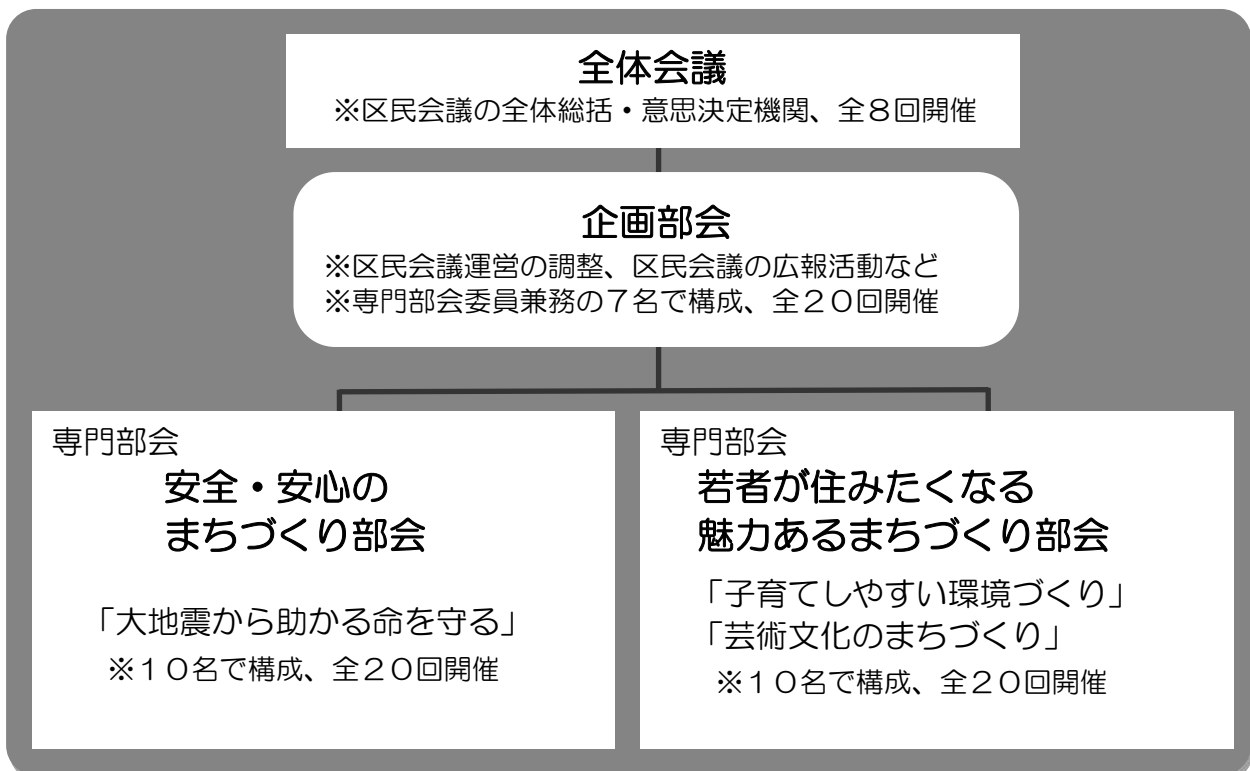 全体会議
※区民会議の全体総括・意思決定機関、全８回開催
企画部会
※区民会議運営の調整、区民会議の広報活動など
※専門部会委員兼務の７名で構成、全２０回開催
専門部会
安全・安心の
まちづくり部会
「大地震から助かる命を守る」
※１０名で構成、全２０回開催
専門部会
若者が住みたくなる
魅力あるまちづくり部会
「子育てしやすい環境づくり」
「芸術文化のまちづくり」
※１０名で構成、全２０回開催